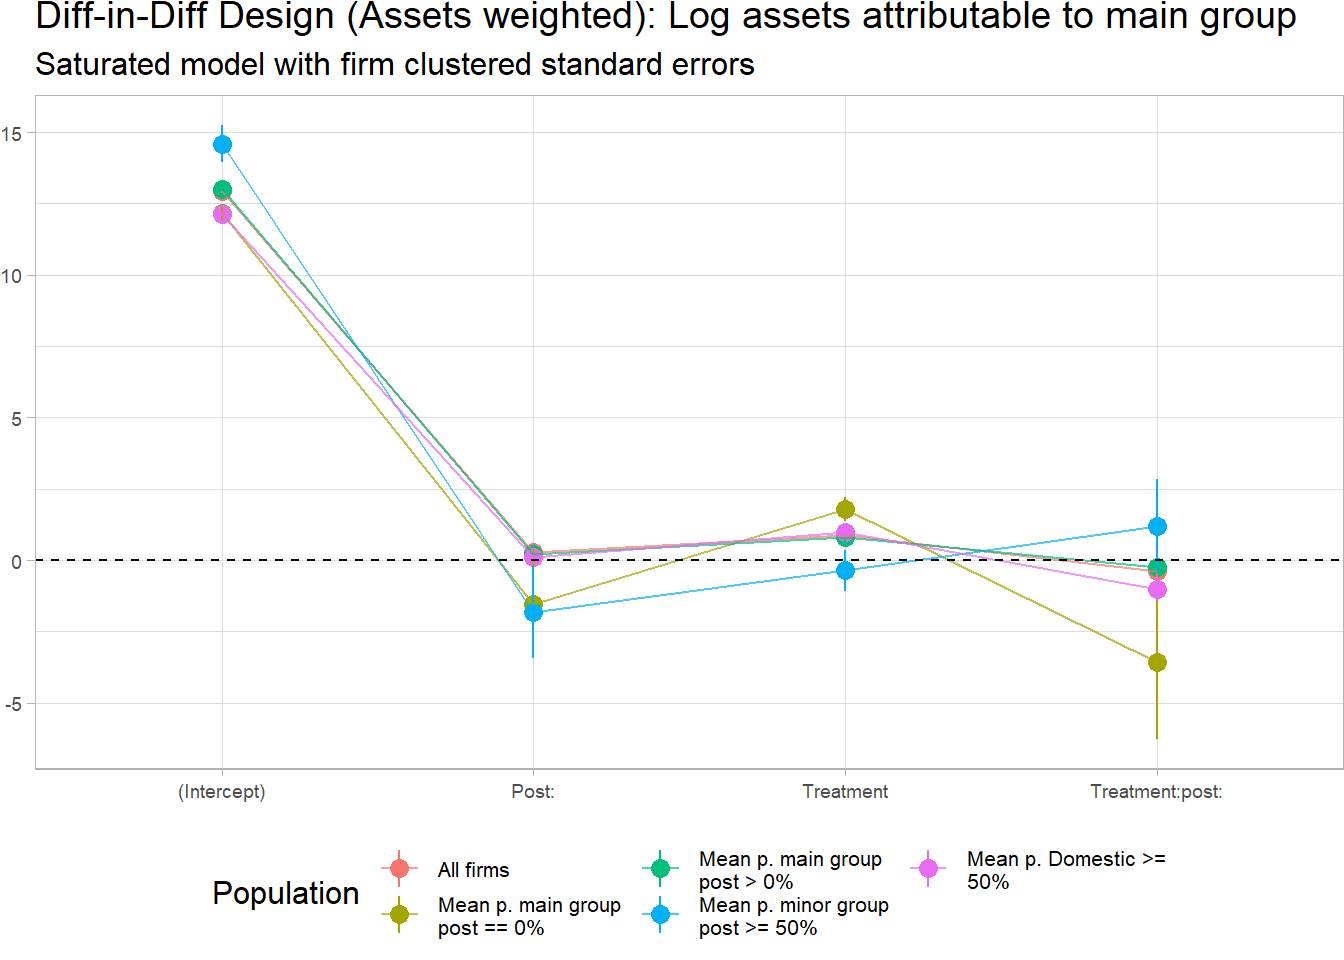 Diff-in-Diff Design (Assets weighted): Log assets attributable to main group
Saturated model with firm clustered standard errors
15
10
5
0
-5
(Intercept)
Post:
Treatment
Treatment:post:
Population
All firms
Mean p. main group
post == 0%
Mean p. main group
post > 0%
Mean p. minor group
post >= 50%
Mean p. Domestic >=
50%